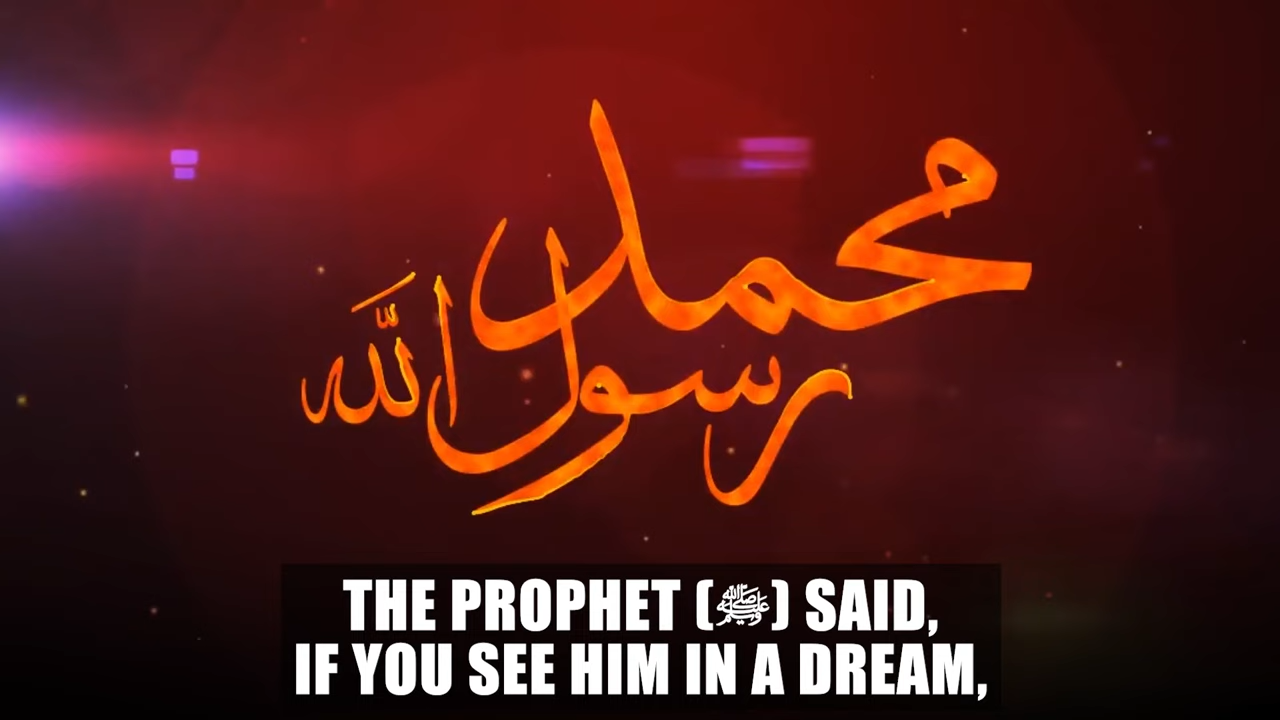 محمد
رسول الله
THE PROPHET (ﷺ) SAID,
IF YOU SEE HIM IN A DREAM,